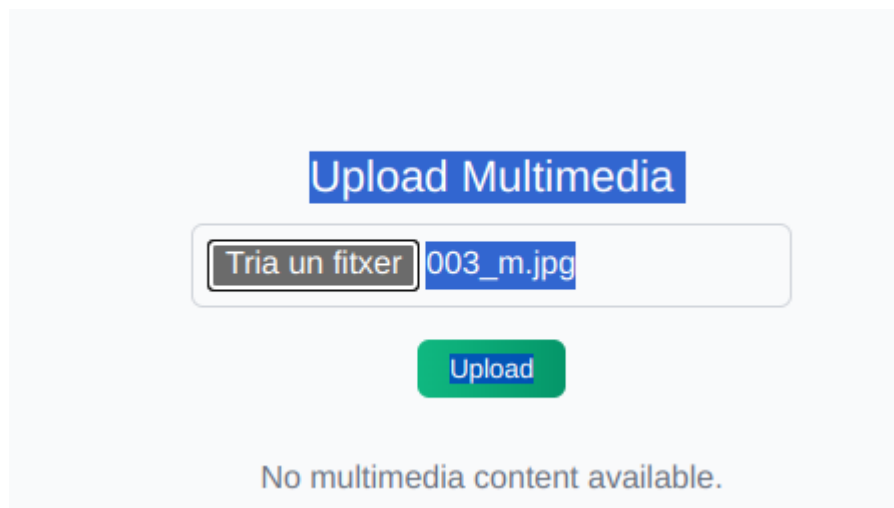 Upload Multimedia
Tria un fitxer 003_m.jpg
Upload
No multimedia content available.